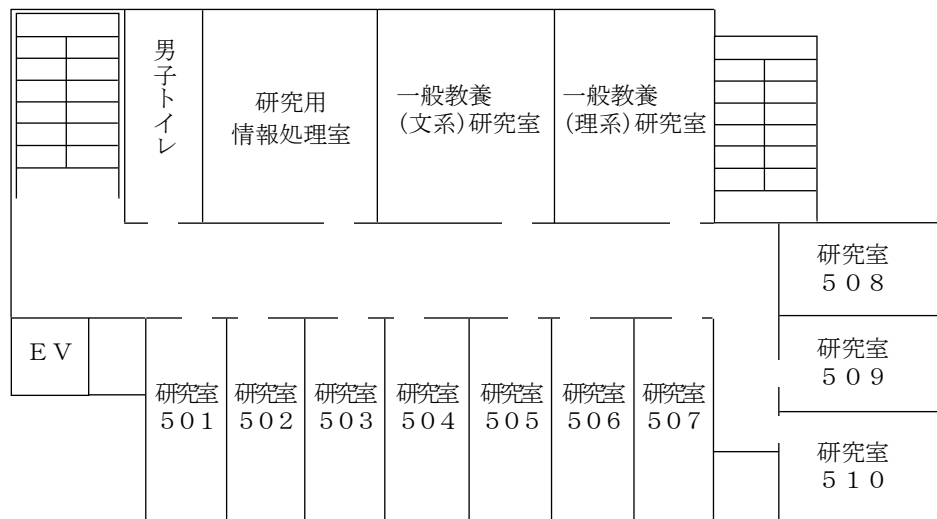 男子トイレ
研究用
情報処理室
一般教養
(文系)研究室
一般教養
(理系)研究室
研究室
５０８
ＥＶ
研究室
５０９
研究室
５０１
研究室
５０２
研究室
５０３
研究室
５０４
研究室
５０５
研究室
５０６
研究室
５０７
研究室
５１０